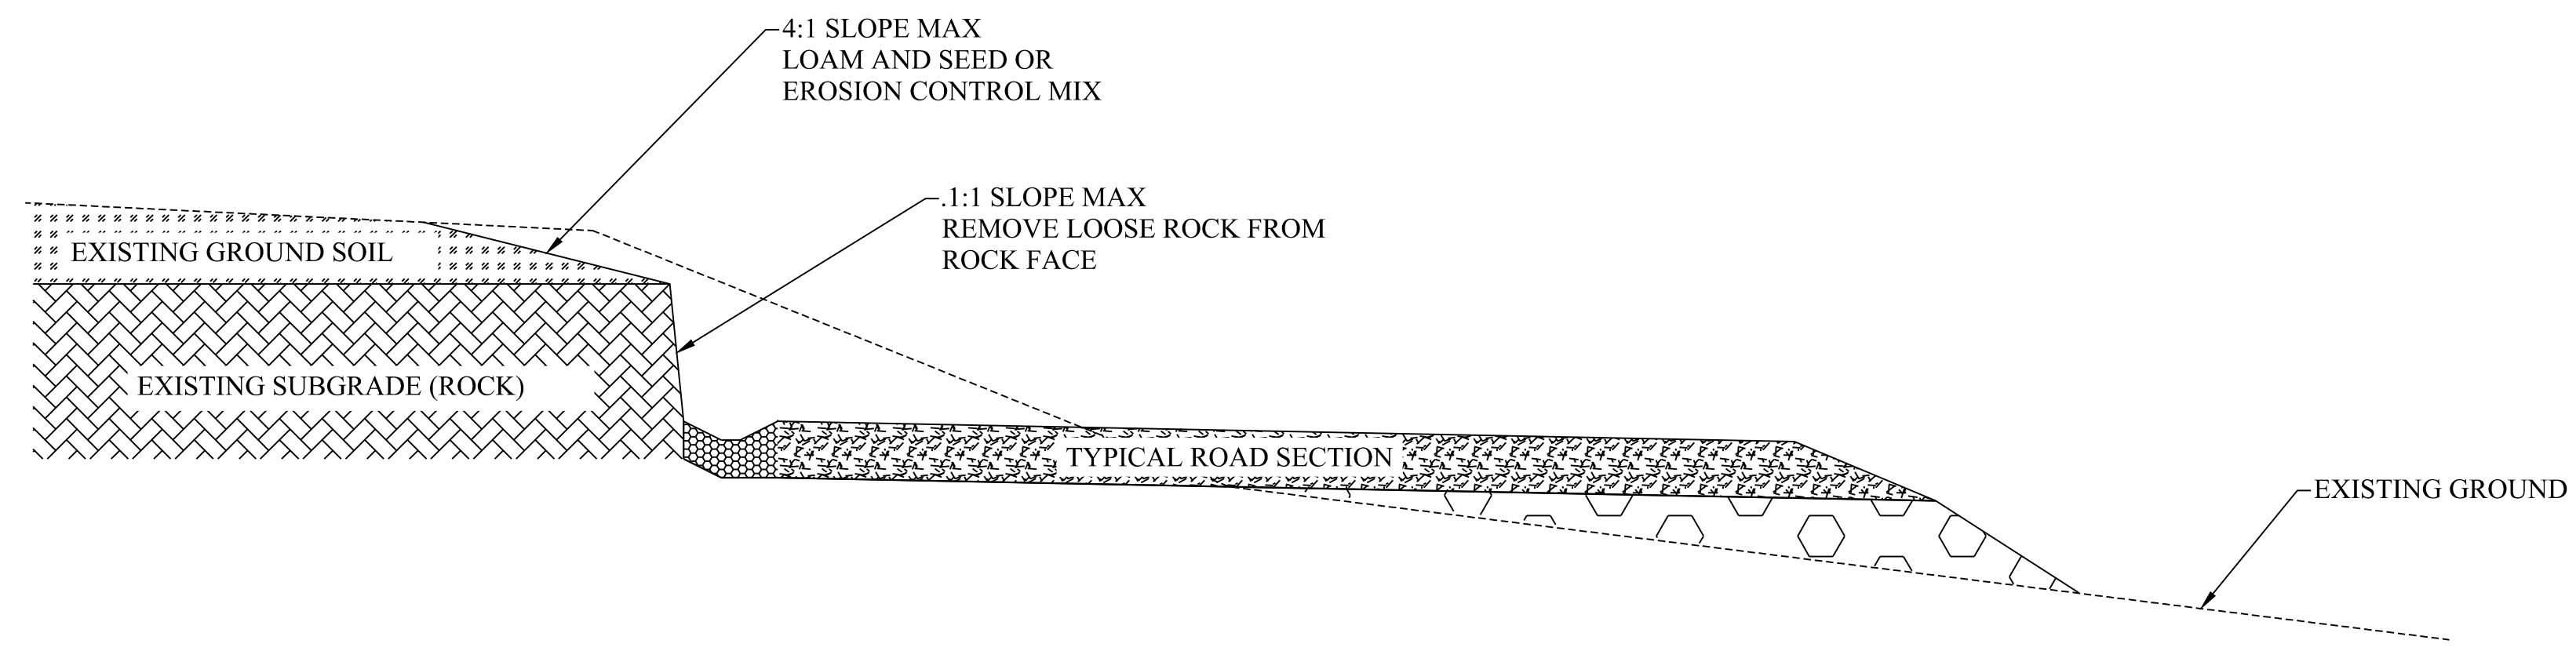 4:1 SLOPE MAX
LOAM AND SEED OR
EROSION CONTROL MIX
.1:1 SLOPE MAX
REMOVE LOOSE ROCK FROM
ROCK FACE
EXISTING GROUND SOIL
EXISTING SUBGRADE (ROCK)
TYPICAL ROAD SECTION
EXISTING GROUND